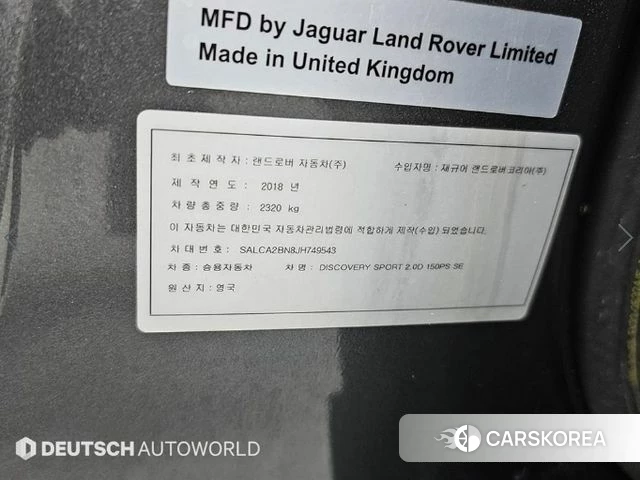 MFD by Jaguar Land Rover Limited
Made in United Kingdom
최초제작자 : 랜드로버 자동차(주) 수입자명 : 재규어 랜드로버코리아(주)
제 작 연 도 : 2018 년
차 량 총 중 량 : 2320 kg
이 자동차는 대한민국 자동차관리법령에 적합하게 제작(수입) 되었습니다.
차 대 번 호 : SALCA2BN8JH749543
차 종 : 승용자동차 차 명 : DISCOVERY SPORT 2.0D 150PS SE
원 산 지 : 영국
DEUTSCH AUTOWORLD
CARSKOREA